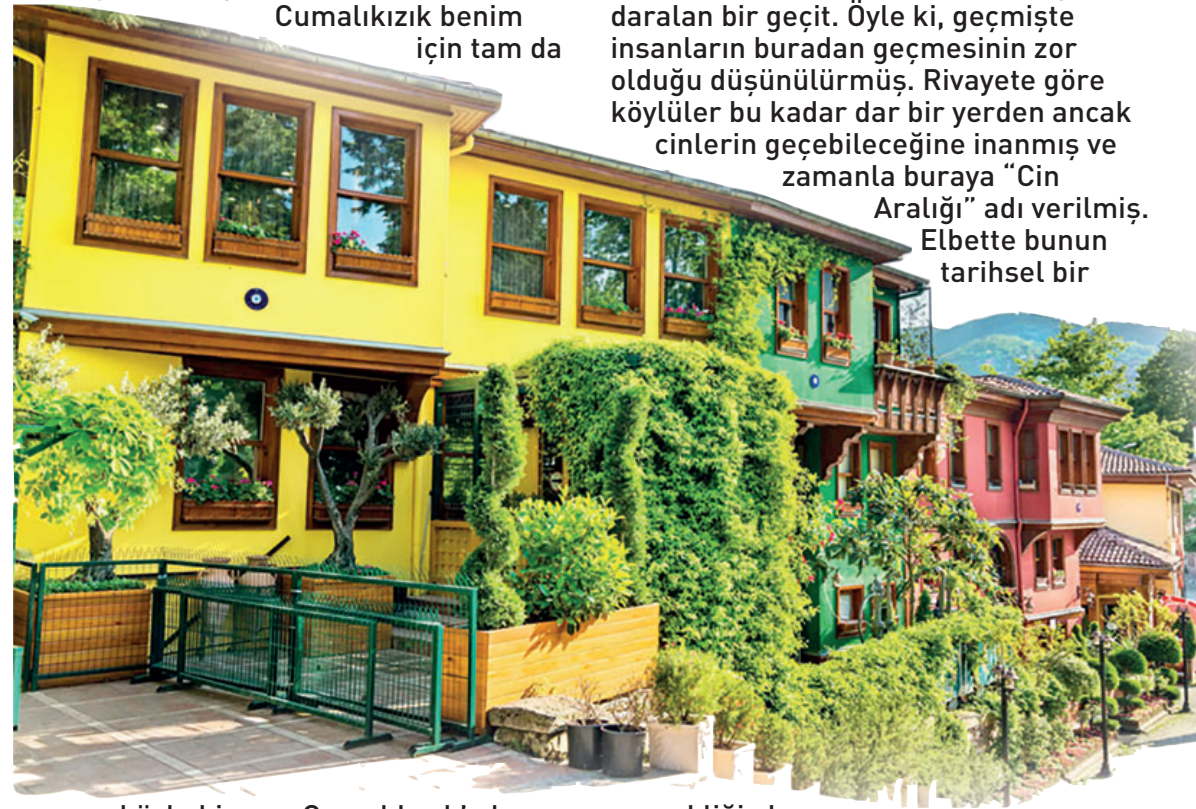 Cumalıkızık benim
için tam da
daralan bir geçit. Öyle ki, geçmişte
insanların buradan geçmesinin zor
olduğu düşünülürmüş. Rivayete göre
köylüler bu kadar dar bir yerden ancak
cinlerin geçebileceğine inanmış ve
zamanla buraya “Cin
Aralığı” adı verilmiş.
Elbette bunun
tarihsel bir